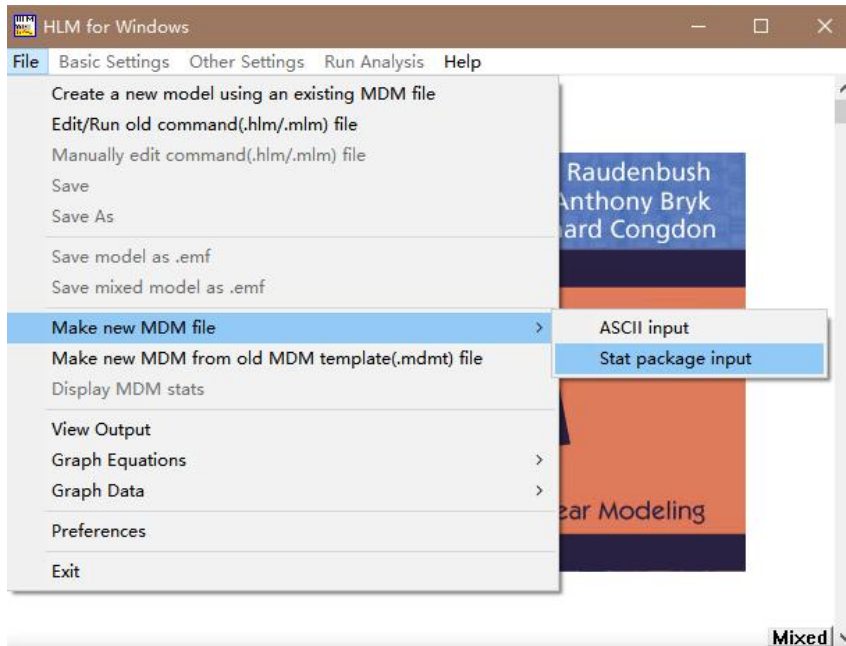 HLM for Windows
File Basic Settings Other Settings Run Analysis Help
Create a new model using an existing MDM file
Edit/Run old command(.hlm/.mlm) file
Manually edit command(.hlm/.mlm) file
Save
Save As
Save model as .emf
Save mixed model as .emf
Make new MDM file
Make new MDM from old MDM template(.mdmt) file
Display MDM stats
View Output
Graph Equations
Graph Data
Preferences
Exit
ASCII input
Stat package input
Raudenbush
Anthony Bryk
ard Congdon
ear Modeling
Mixed